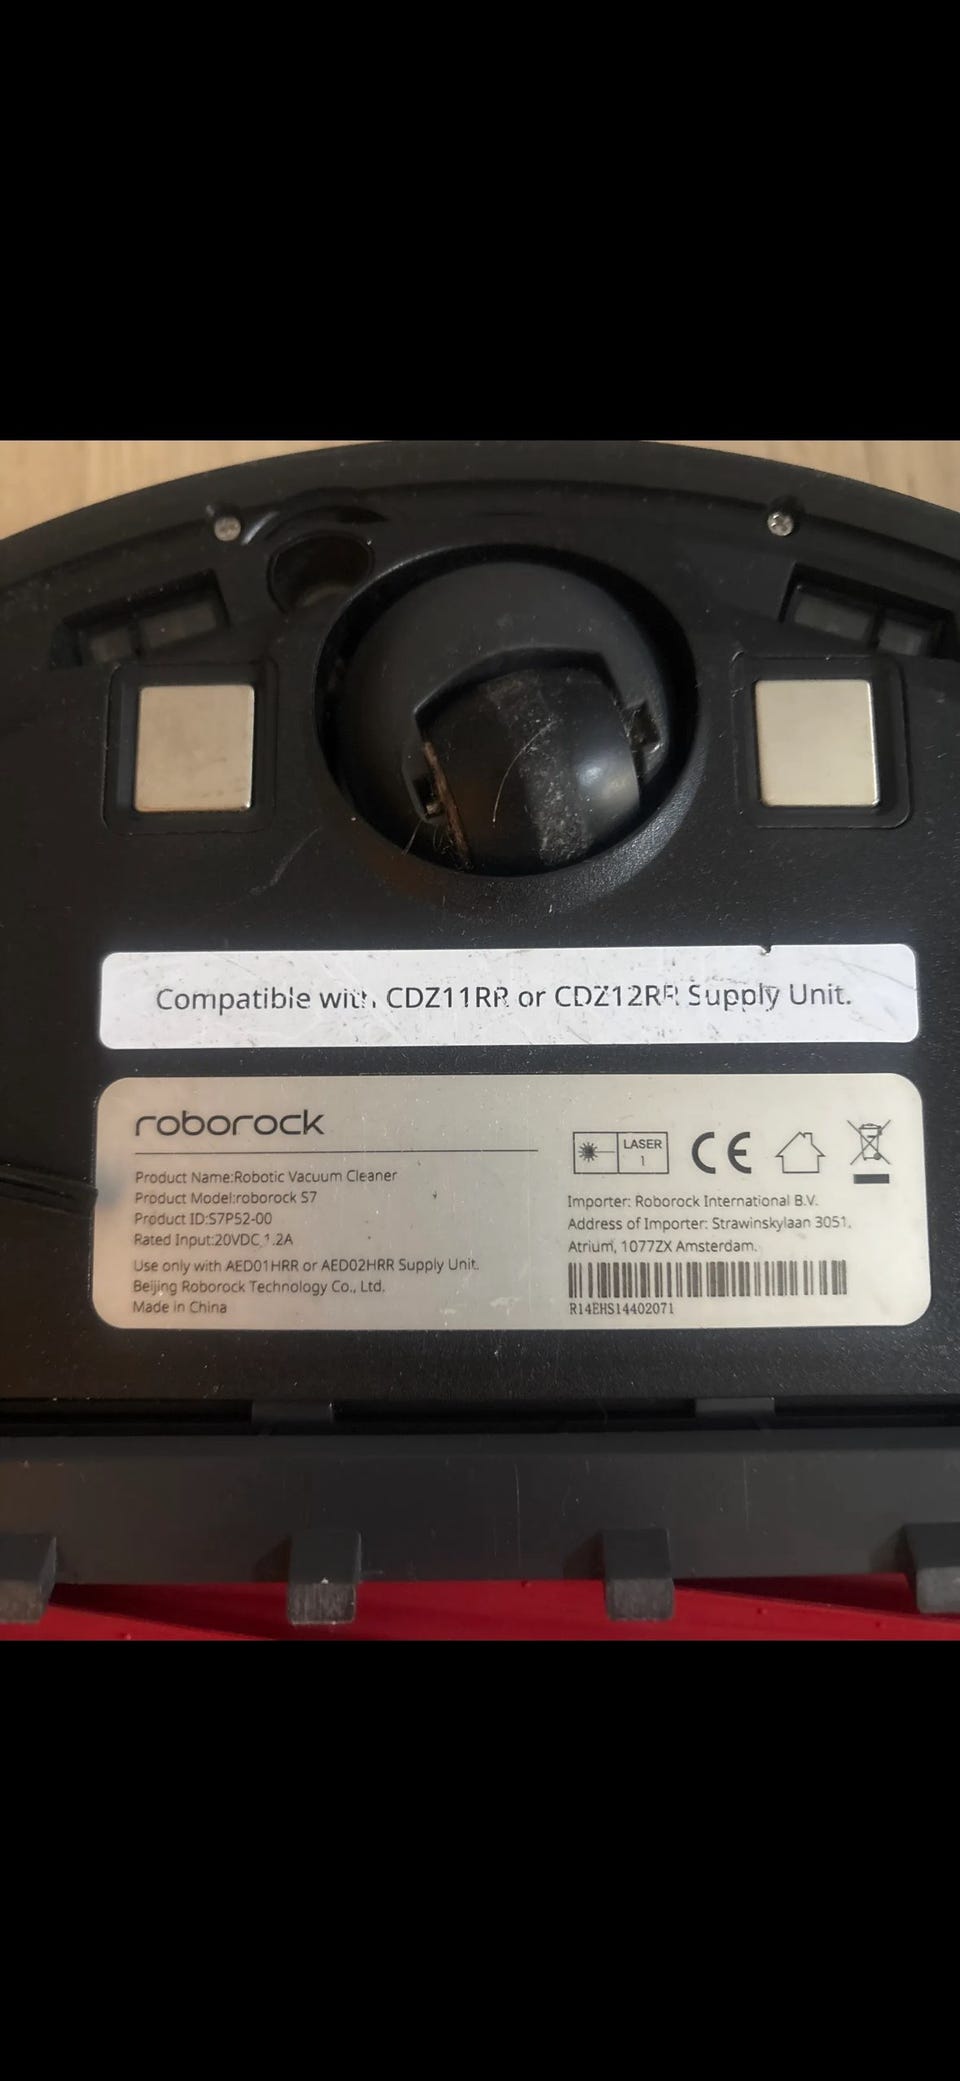 Compatible with CDZ11RR or CDZ12RR Supply Unit.
roborock
Product Name:Robotic Vacuum Cleaner
Product Model:roborock S7
Product ID:S7P52-00
Rated Input:20VDC 1.2A
Use only with AED01HRR or AED02HRR Supply Unit.
Beijing Roborock Technology Co., Ltd.
Made in China
LASER
1
CE
Importer: Roborock International B.V.
Address of Importer: Strawinskylaan 3051,
Atrium, 1077ZX Amsterdam.
R14EHS14402071